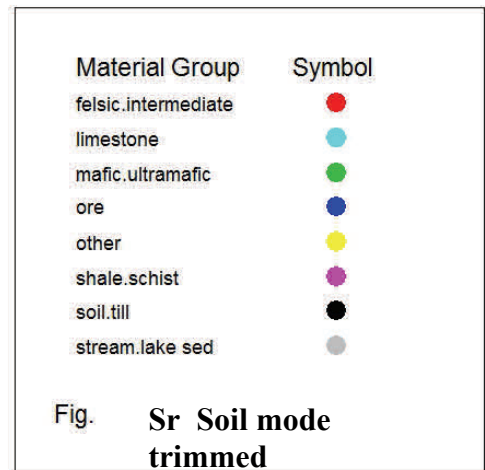 Material Group Symbol
felsic.intermediate
limestone
mafic.ultramafic
ore
other
shale.schist
soil.till
stream.lake sed
Fig. Sr Soil mode
trimmed